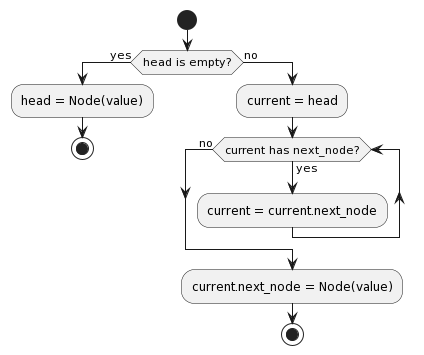 head is empty?
yes
no
head = Node(value)
current = head
current has next_node?
no
yes
current = current.next_node
current.next_node = Node(value)